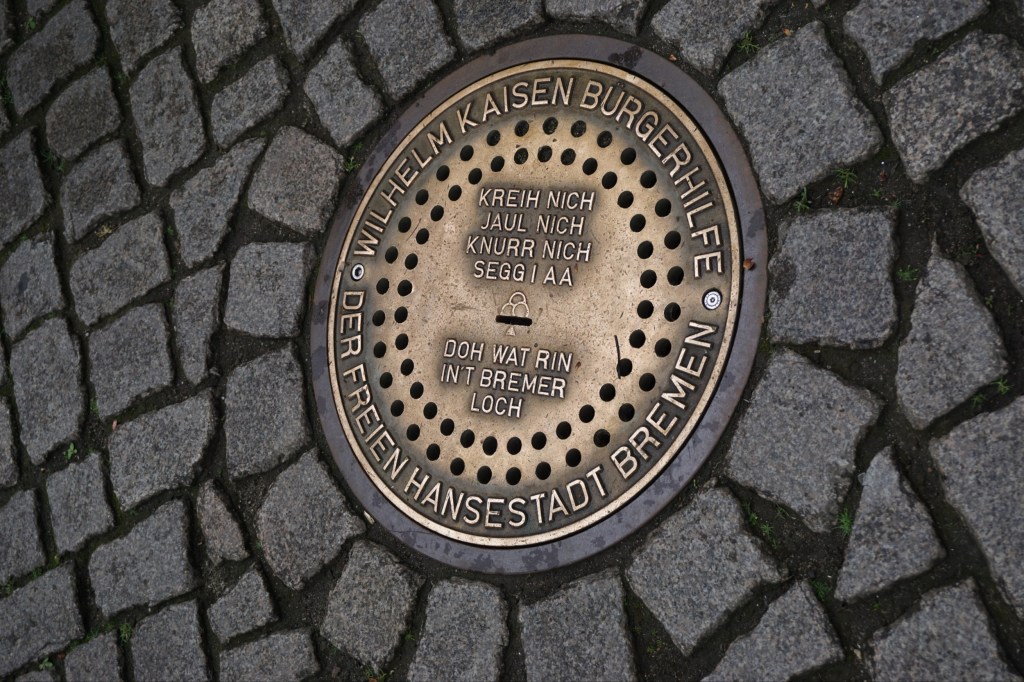 WILHELM KAISEN BÜRGERHILFE
KREIH NICH
JAUL NICH
KNURR NICH
SEGG I AA
DOH WAT RIN
IN'T BREMER
LOCH
DER FREIEN HANSESTADT BREMEN